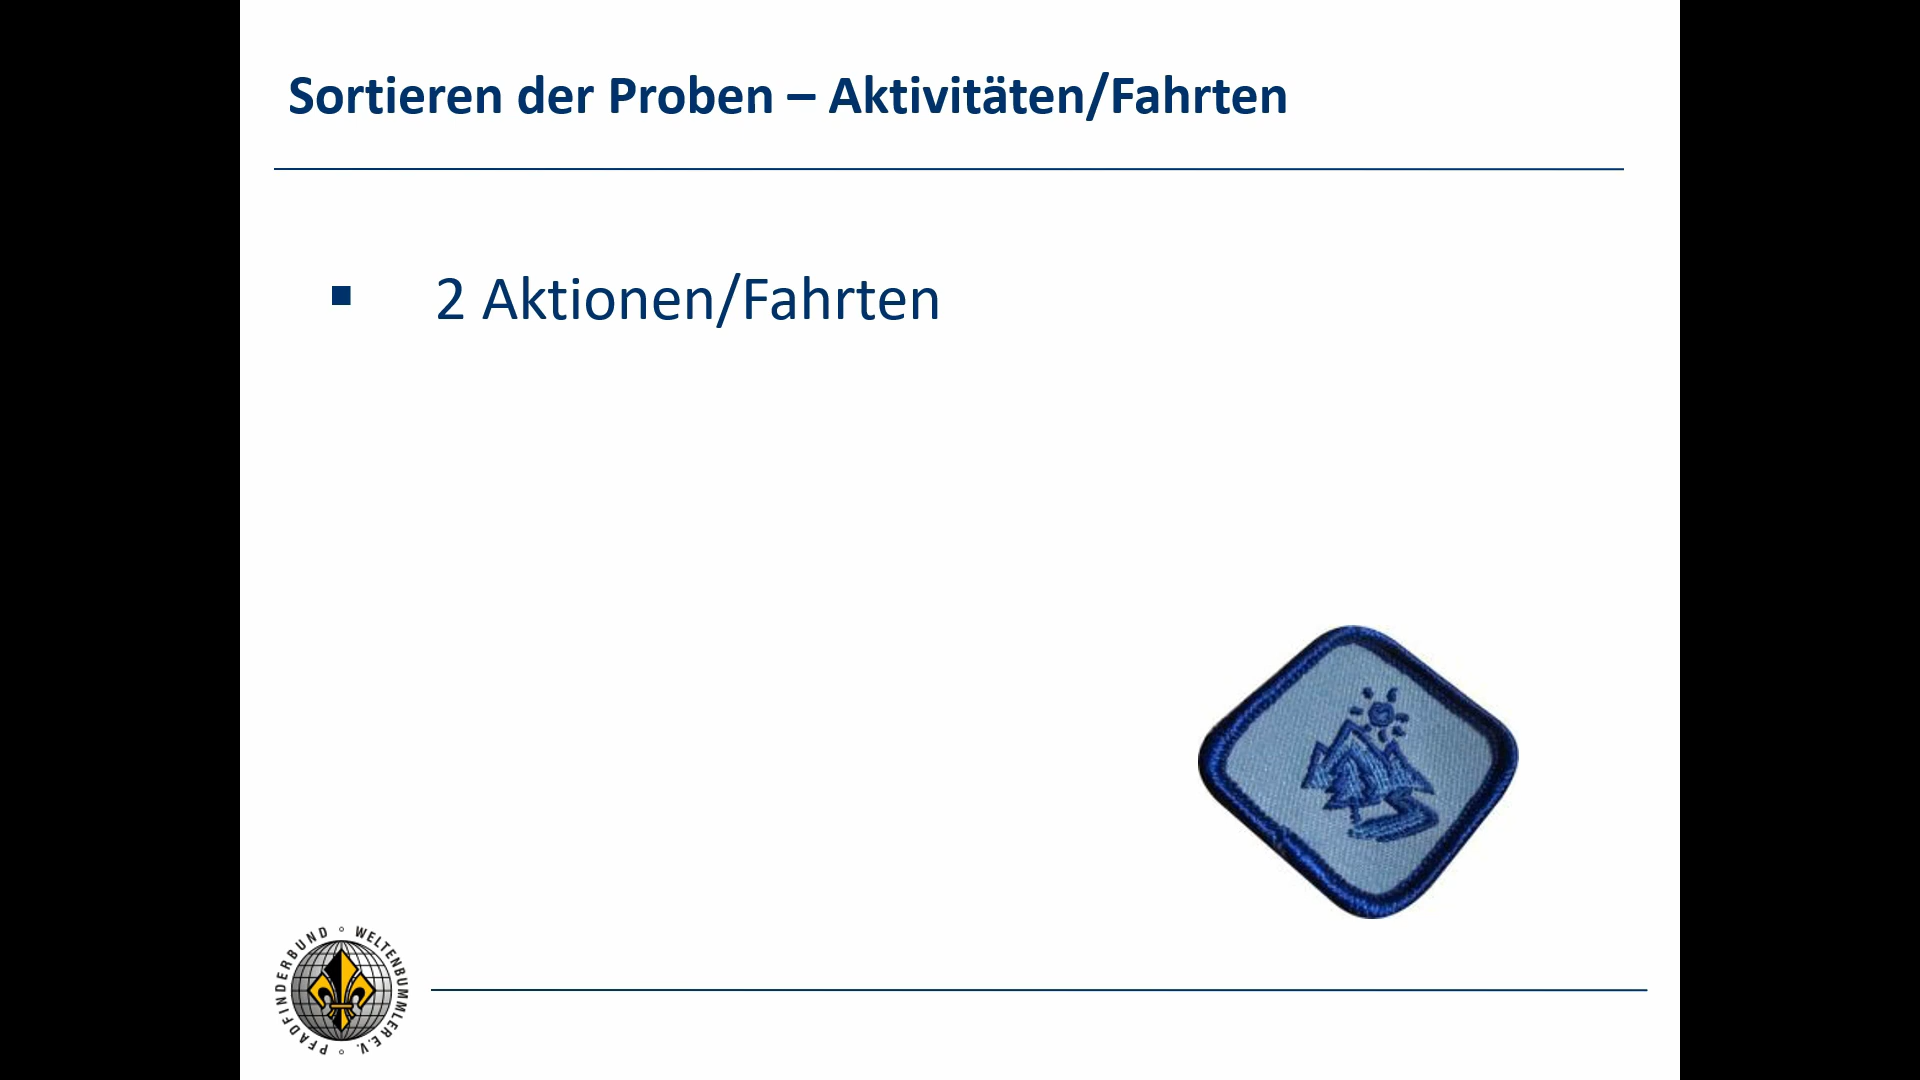 Sortieren der Proben – Aktivitäten/Fahrten
▪ 2 Aktionen/Fahrten
PFADFINDERBUND ◦ WELTENBUMMLER E.V. ◦